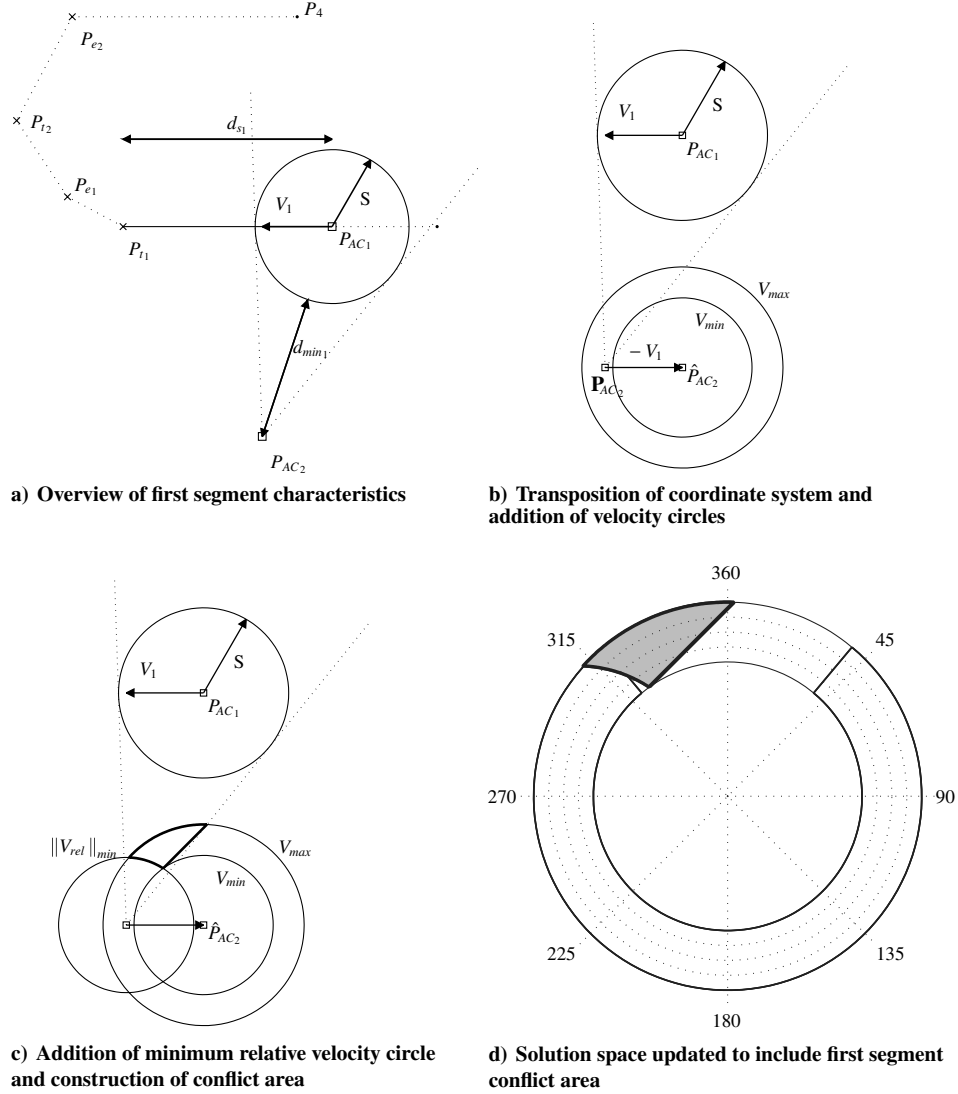 P4
Pe2
Pt2
ds1
Pe1
V1
S
Pt1
PAC1
dmin1
PAC2
a) Overview of first segment characteristics
V1
S
PAC1
Vmax
Vmin
− V1
PAC2
P̂AC2
b) Transposition of coordinate system and
addition of velocity circles
V1
S
PAC1
‖Vrel‖min
Vmax
Vmin
P̂AC2
c) Addition of minimum relative velocity circle
and construction of conflict area
360
315
45
270
90
225
135
180
d) Solution space updated to include first segment
conflict area